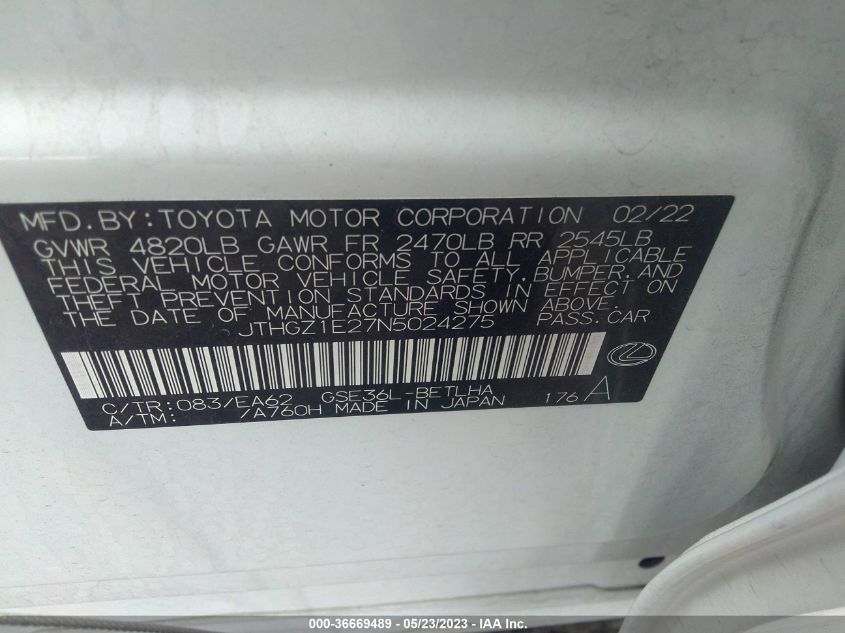 MFD.BY:TOYOTA MOTOR CORPORATION 02/22
GVWR 4820LB GAWR FR 2470LB RR 2545LB
THIS VEHICLE CONFORMS TO ALL APPLICABLE
FEDERAL MOTOR VEHICLE SAFETY,BUMPER,AND
THEFT PREVENTION STANDARDS IN EFFECT ON
THE DATE OF MANUFACTURE SHOWN ABOVE.
JTHGZ1E27N5024275 PASS.CAR
C/TR:083/EA62 GSE36L-BETLHA
A/TM: /A760H MADE IN JAPAN 176 A
000-36669489 - 05/23/2023 - IAA Inc.